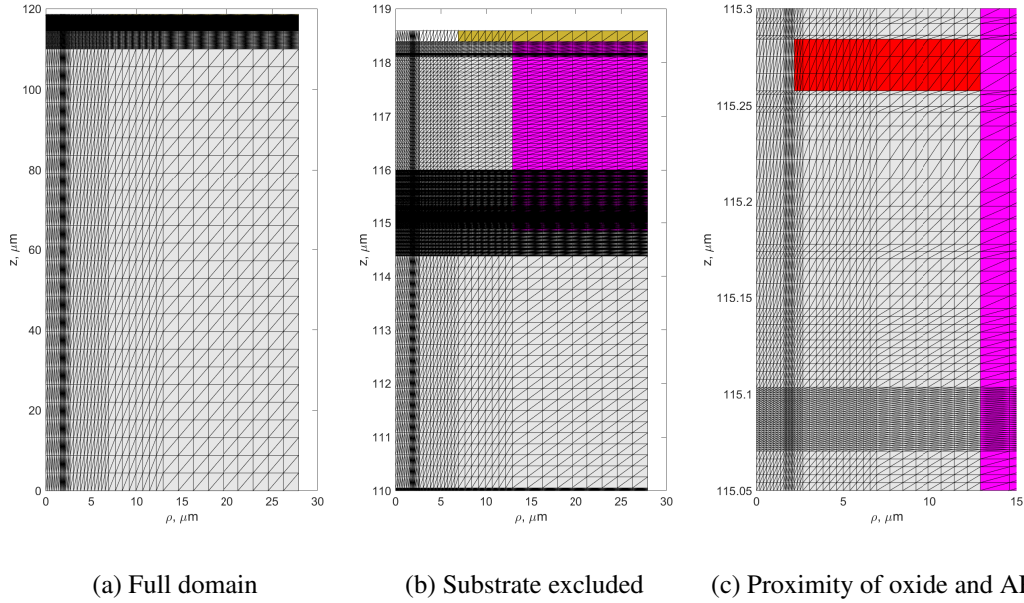 120
100
80
60
40
20
0
z, μm
0 5 10 15 20 25 30
ρ, μm
119
118
117
116
115
114
113
112
111
110
z, μm
0 5 10 15 20 25
ρ, μm
115.3
115.25
115.2
115.15
115.1
115.05
z, μm
0 5 10 15
ρ, μm
(a) Full domain
(b) Substrate excluded
(c) Proximity of oxide and